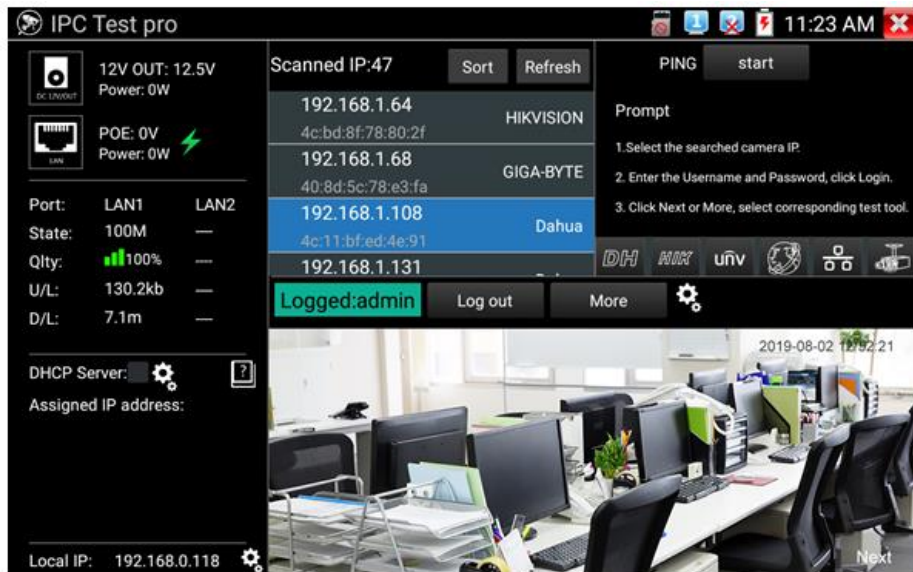 IPC Test pro
1
11:23 AM
12V OUT: 12.5V
Power: 0W
DC 12V/OUT
POE: 0V
Power: 0W
LAN
Port: LAN1 LAN2
State: 100M ---
Qlty: 100% ---
U/L: 130.2kb ---
D/L: 7.1m ---
DHCP Server:
?
Assigned IP address:
Local IP: 192.168.0.118
Scanned IP:47
Sort
Refresh
192.168.1.64
4c:bd:8f:78:80:2f
HIKVISION
192.168.1.68
40:8d:5c:78:e3:fa
GIGA-BYTE
192.168.1.108
4c:11:bf:ed:4e:91
Dahua
192.168.1.131
PING
start
Prompt
1.Select the searched camera IP.
2. Enter the Username and Password, click Login.
3. Click Next or More, select corresponding test tool.
DH
HIK
unv
Logged:admin
Log out
More
2019-08-02
Next